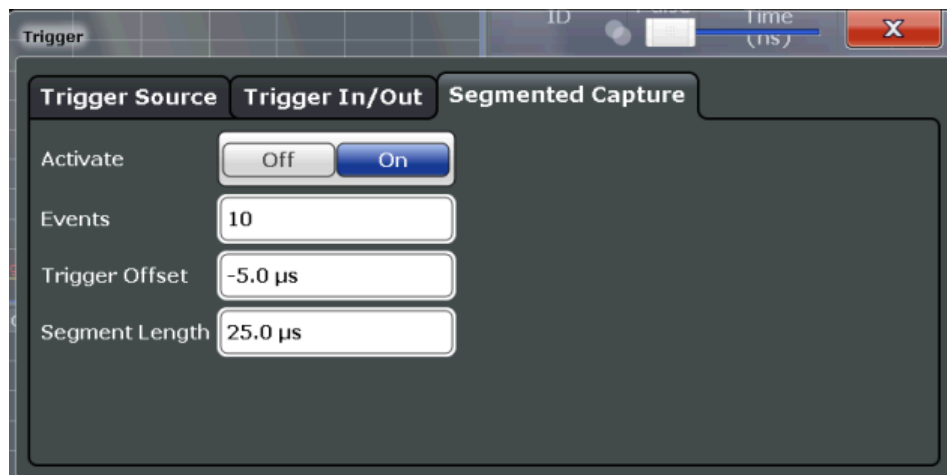 ID Pulse Time
(ns)
Trigger
X
Trigger Source Trigger In/Out Segmented Capture
Activate Off On
Events 10
Trigger Offset -5.0 µs
Segment Length 25.0 µs